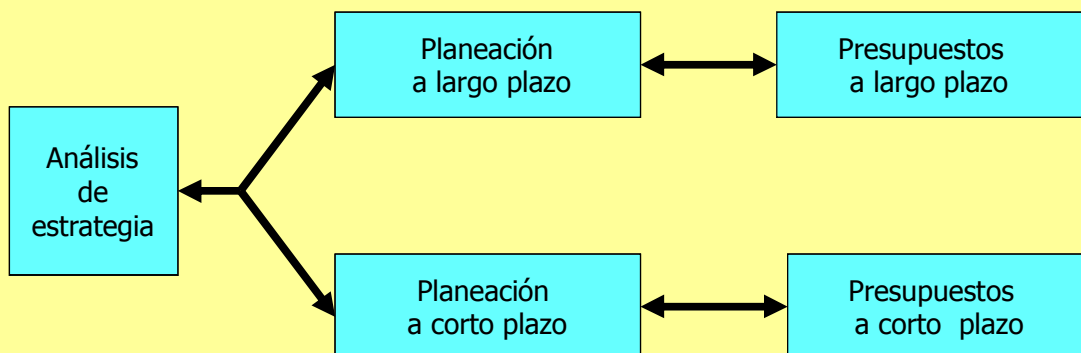 Planeación
a largo plazo
Presupuestos
a largo plazo
Análisis
de
estrategia
Planeación
a corto plazo
Presupuestos
a corto plazo